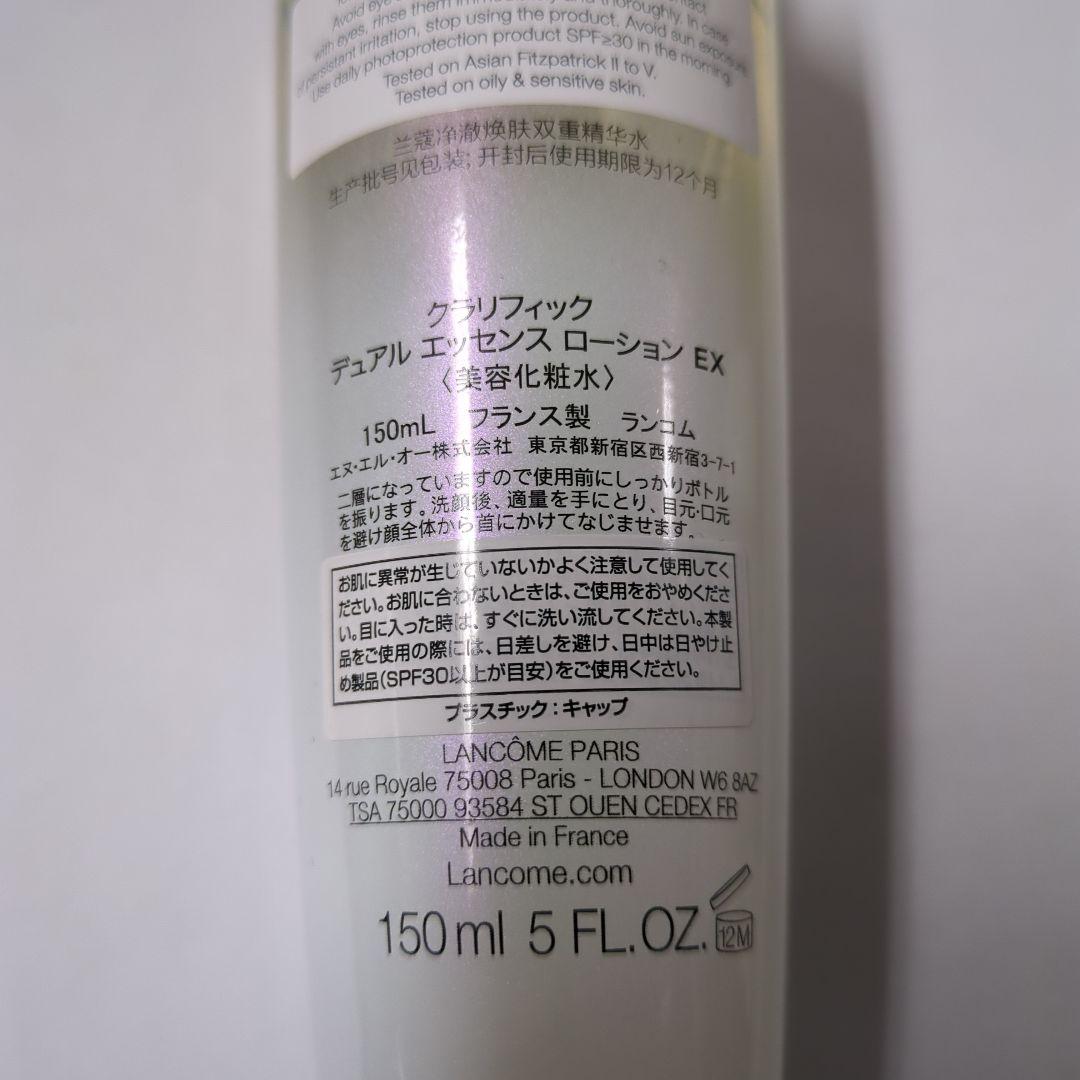 Avoid eye contact
with eyes, rinse them immediately and thoroughly. In case
of persistant irritation, stop using the product. Avoid sun exposure.
Use daily photoprotection product SPF≥30 in the morning.
Tested on Asian Fitzpatrick II to V.
Tested on oily & sensitive skin.
兰蔻净澈焕肤双重精华水
生产批号见包装; 开封后使用期限为12个月
クラリフィック
デュアル エッセンス ローション EX
〈美容化粧水〉
150mL フランス製 ランコム
エヌ・エル・オー株式会社 東京都新宿区西新宿3-7-1
二層になっていますので使用前にしっかりボトル
を振ります。洗顔後、適量を手にとり、目元・口元
を避け顔全体から首にかけてなじませます。
お肌に異常が生じていないかよく注意して使用してく
ださい。お肌に合わないときは、ご使用をおやめくださ
い。目に入った時は、すぐに洗い流してください。本製
品をご使用の際には、日差しを避け、日中は日やけ止
め製品(SPF30以上が目安)をご使用ください。
プラスチック:キャップ
LANCÔME PARIS
14 rue Royale 75008 Paris - LONDON W6 8AZ
TSA 75000 93584 ST OUEN CEDEX FR
Made in France
Lancome.com
150 ml 5 FL.OZ. 12M